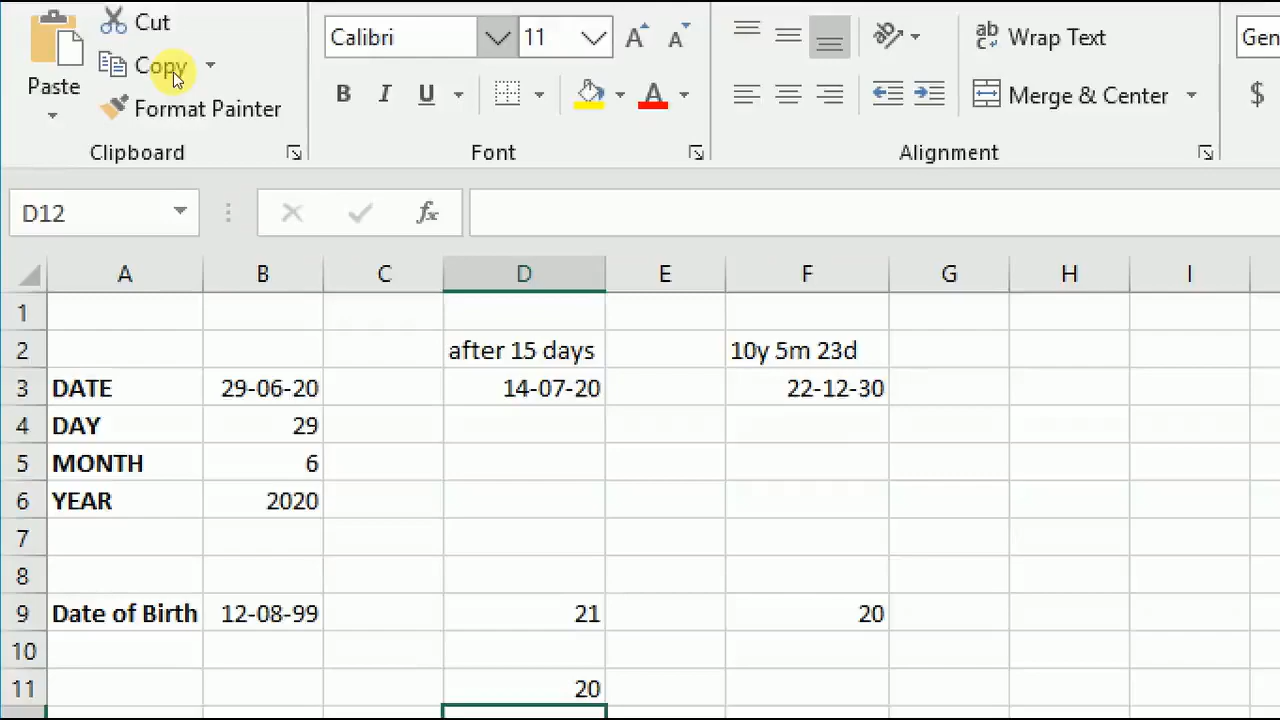 Cut
Calibri 11 A A ab Wrap Text Gen
Copy
Paste B I U A Merge & Center $
Format Painter
Clipboard Font Alignment
D12 fx
A B C D E F G H I
1
2 after 15 days 10y 5m 23d
3 DATE 29-06-20 14-07-20 22-12-30
4 DAY 29
5 MONTH 6
6 YEAR 2020
7
8
9 Date of Birth 12-08-99 21 20
10
11 20